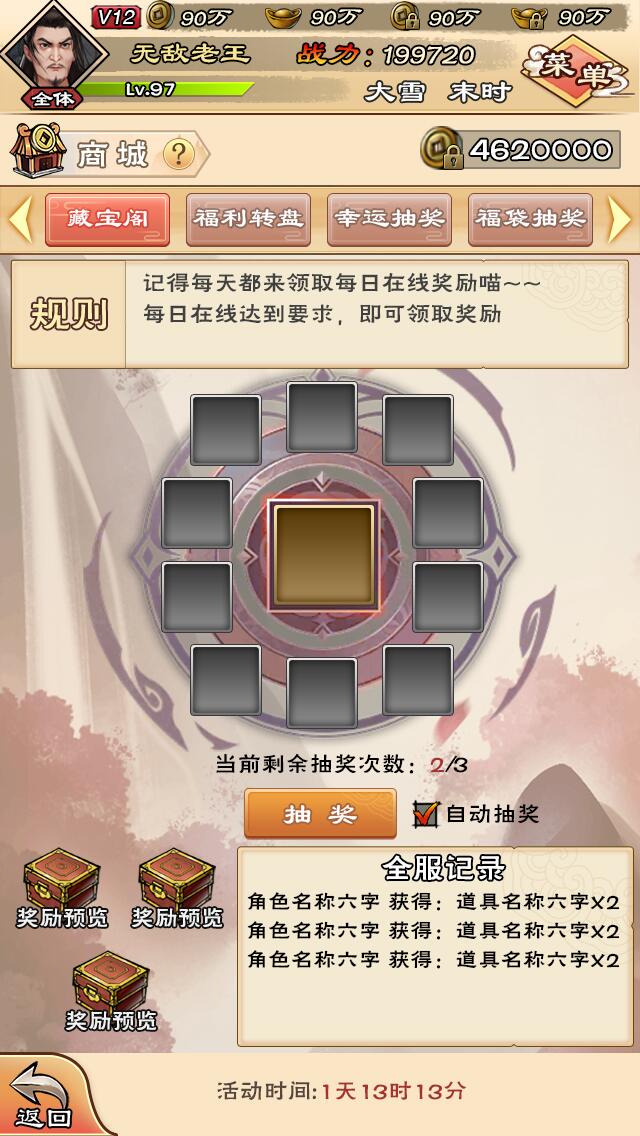 V12 90万 90万 90万 90万
无敌老王 战力：199720
全体 Lv.97
大雪 未时
菜单
商城 ? 4620000
藏宝阁 福利转盘 幸运抽奖 福袋抽奖
规则
记得每天都来领取每日在线奖励喵~~
每日在线达到要求，即可领取奖励
当前剩余抽奖次数：2/3
抽奖 自动抽奖
奖励预览 奖励预览
奖励预览
全服记录
角色名称六字 获得：道具名称六字X2
角色名称六字 获得：道具名称六字X2
角色名称六字 获得：道具名称六字X2
返回
活动时间:1天13时13分